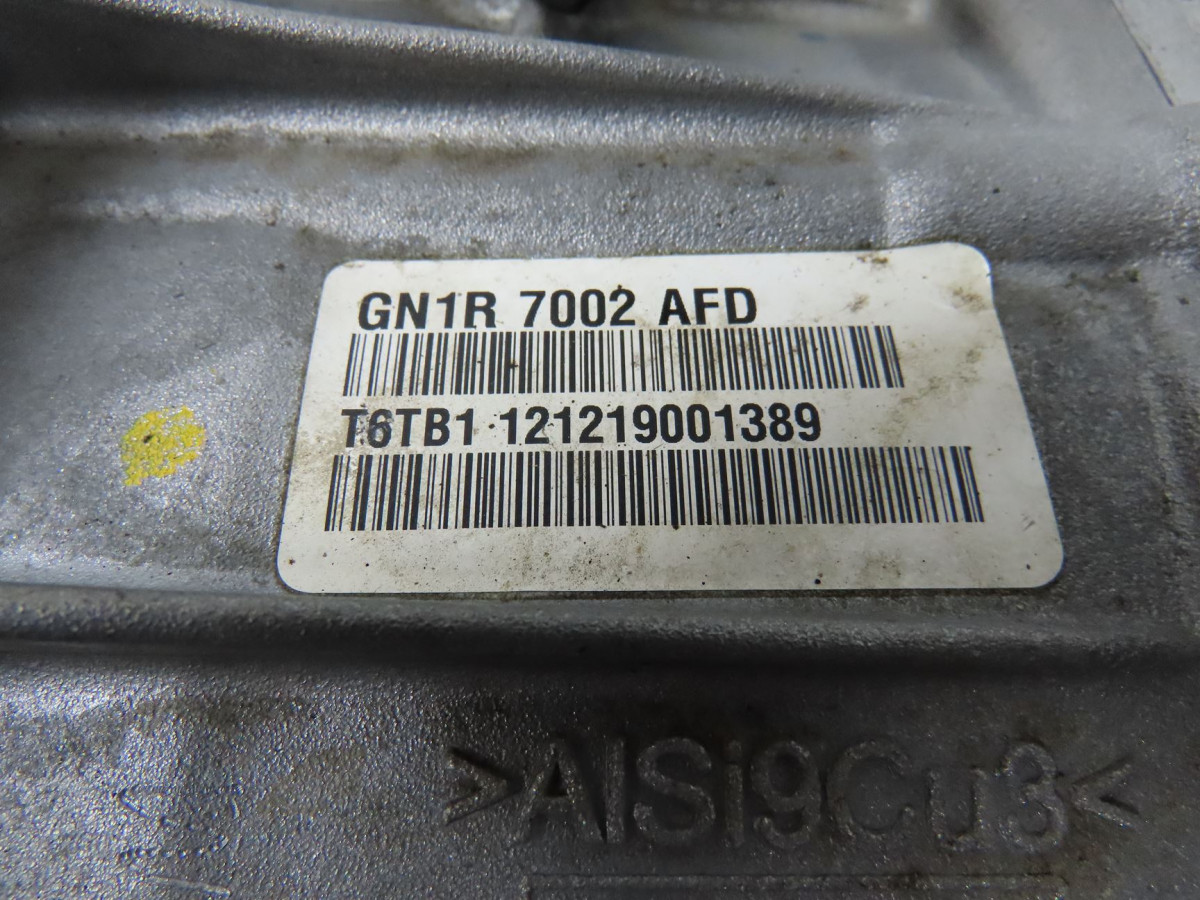 GN1R 7002 AFD
T6TB1 121219001389
>AlSi9Cu3<